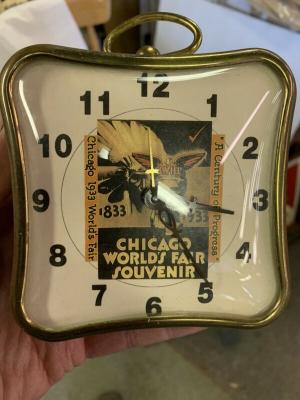 12
11
1
10
2
9
3
8
4
7
5
6
Chicago 1933 World's Fair
"A Century of Progress"
1833
1933
CHICAGO
WORLD'S FAIR
SOUVENIR